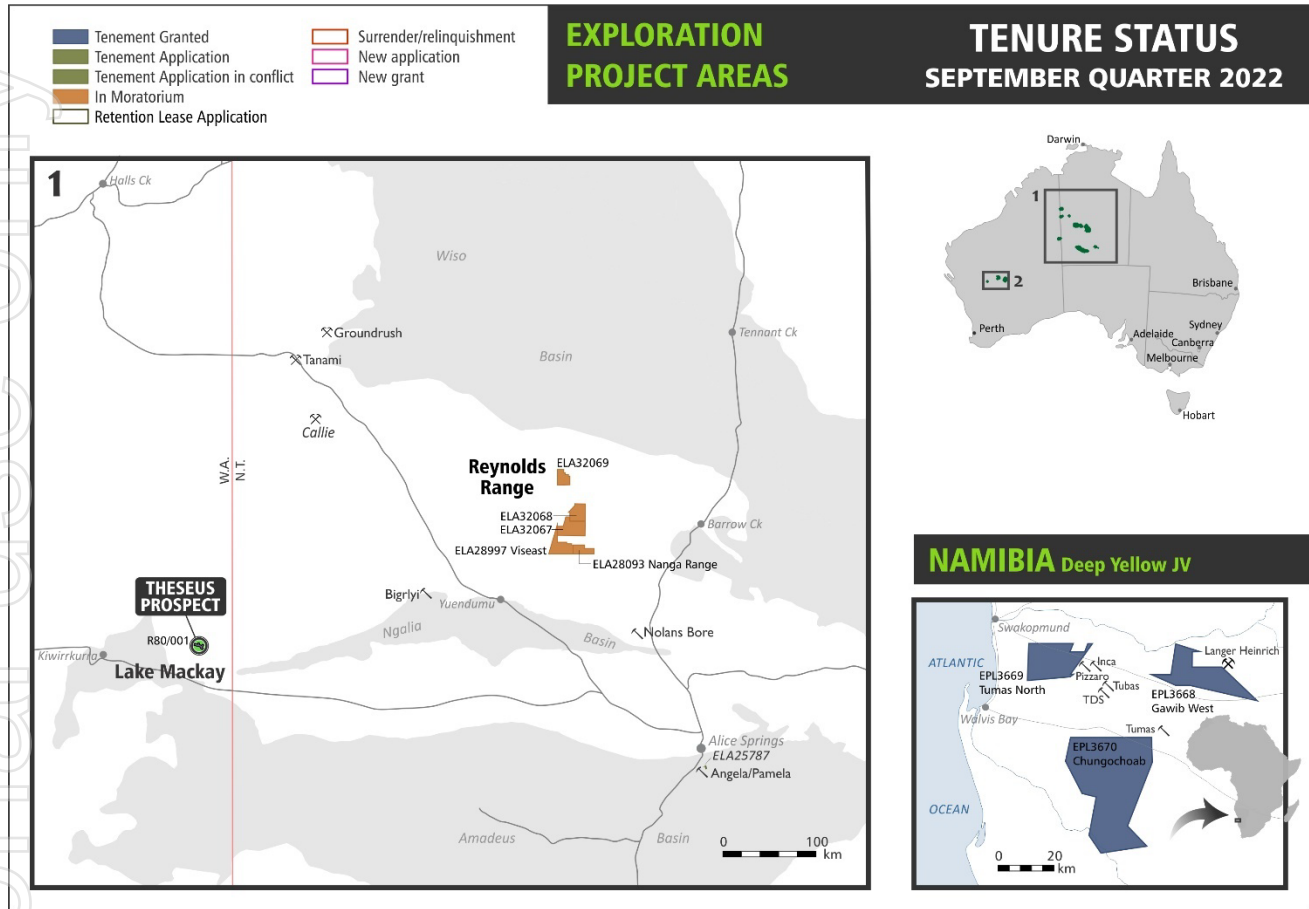 Tenement Granted
Tenement Application
Tenement Application in conflict
In Moratorium
Retention Lease Application
Surrender/relinquishment
New application
New grant
EXPLORATION
PROJECT AREAS
TENURE STATUS
SEPTEMBER QUARTER 2022
1
Halls Ck
Wiso
Groundrush
Tennant Ck
Tanami
Basin
Callie
W.A.
N.T.
Reynolds
Range
ELA32069
ELA32068
ELA32067
Barrow Ck
ELA28997 Viseast
ELA28093 Nanga Range
THESEUS
PROSPECT
Bigrlyi
Yuendumu
R80/001
Ngalia
Basin
Nolans Bore
Kiwirrkurra
Lake Mackay
Alice Springs
ELA25787
Angela/Pamela
Amadeus
Basin
0
100
km
Darwin
1
2
Brisbane
Perth
Adelaide
Sydney
Canberra
Melbourne
Hobart
NAMIBIA Deep Yellow JV
Swakopmund
ATLANTIC
Langer Heinrich
Inca
Pizzaro
EPL3669
Tumas North
Tubas
TDS
EPL3668
Gawib West
Walvis Bay
Tumas
EPL3670
Chungochoab
OCEAN
0
20
km